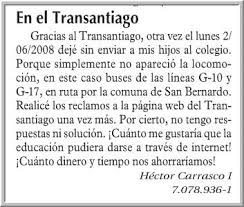 En el Transantiago
Gracias al Transantiago, otra vez el lunes 2/
06/2008 dejé sin enviar a mis hijos al colegio.
Porque simplemente no apareció la locomo-
ción, en este caso buses de las líneas G-10 y
G-17, en ruta por la comuna de San Bernardo.
Realicé los reclamos a la página web del Tran-
santiago una vez más. Por cierto, no tengo res-
puestas ni solución. ¡Cuánto me gustaría que la
educación pudiera darse a través de internet!
¡Cuánto dinero y tiempo nos ahorraríamos!
Héctor Carrasco I
7.078.936-1